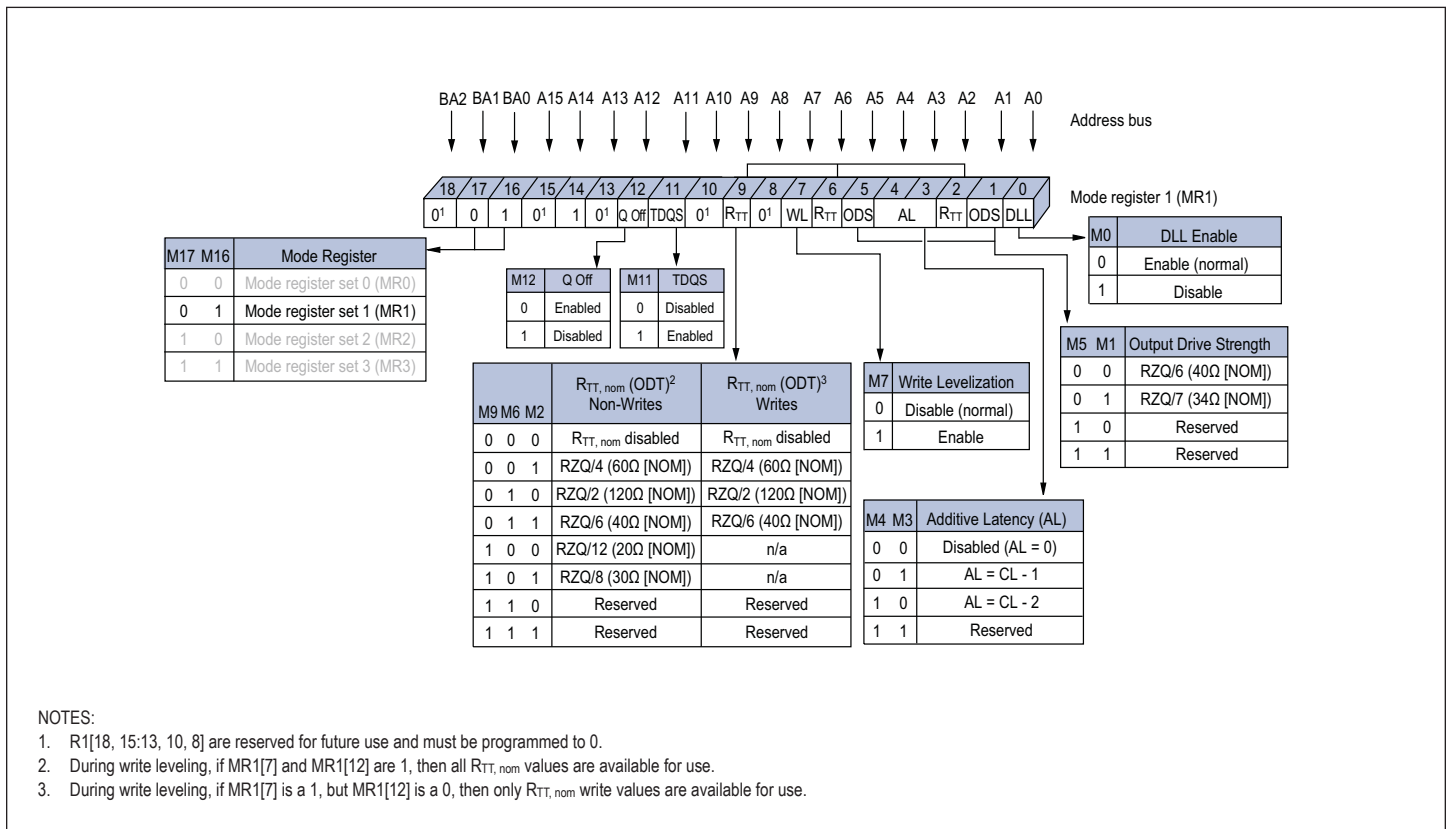 BA2 BA1 BA0 A15 A14 A13 A12 A11 A10 A9 A8 A7 A6 A5 A4 A3 A2 A1 A0
Address bus
18 17 16 15 14 13 12 11 10 9 8 7 6 5 4 3 2 1 0
Mode register 1 (MR1)
0¹ 0 1 0¹ 1 0¹ Q Off TDQS 0¹ RTT 0¹ WL RTT ODS AL RTT ODS DLL
M17 M16 Mode Register
0 0 Mode register set 0 (MR0)
0 1 Mode register set 1 (MR1)
1 0 Mode register set 2 (MR2)
1 1 Mode register set 3 (MR3)
M12 Q Off
0 Enabled
1 Disabled
M11 TDQS
0 Disabled
1 Enabled
M0 DLL Enable
0 Enable (normal)
1 Disable
M5 M1 Output Drive Strength
0 0 RZQ/6 (40Ω [NOM])
0 1 RZQ/7 (34Ω [NOM])
1 0 Reserved
1 1 Reserved
RTT, nom (ODT)² RTT, nom (ODT)³
M9 M6 M2 Non-Writes Writes
0 0 0 RTT, nom disabled RTT, nom disabled
0 0 1 RZQ/4 (60Ω [NOM]) RZQ/4 (60Ω [NOM])
0 1 0 RZQ/2 (120Ω [NOM]) RZQ/2 (120Ω [NOM])
0 1 1 RZQ/6 (40Ω [NOM]) RZQ/6 (40Ω [NOM])
1 0 0 RZQ/12 (20Ω [NOM]) n/a
1 0 1 RZQ/8 (30Ω [NOM]) n/a
1 1 0 Reserved Reserved
1 1 1 Reserved Reserved
M7 Write Levelization
0 Disable (normal)
1 Enable
M4 M3 Additive Latency (AL)
0 0 Disabled (AL = 0)
0 1 AL = CL - 1
1 0 AL = CL - 2
1 1 Reserved
NOTES:
1. R1[18, 15:13, 10, 8] are reserved for future use and must be programmed to 0.
2. During write leveling, if MR1[7] and MR1[12] are 1, then all RTT, nom values are available for use.
3. During write leveling, if MR1[7] is a 1, but MR1[12] is a 0, then only RTT, nom write values are available for use.